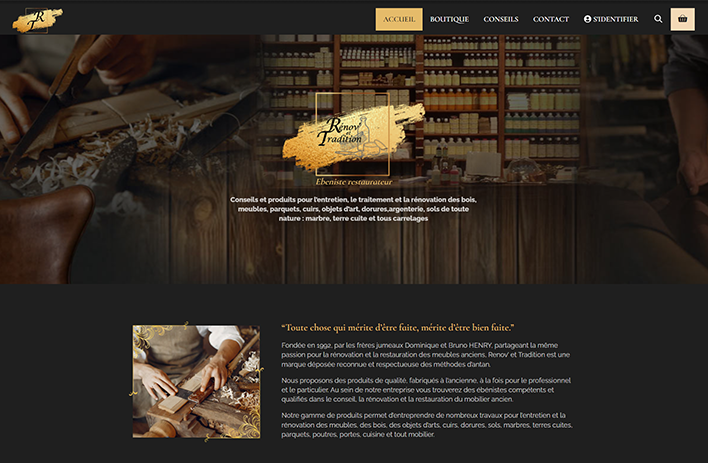 RT
ACCUEIL BOUTIQUE CONSEILS CONTACT S'IDENTIFIER
Rénov'
et
Tradition
Ebeniste restaurateur
Conseils et produits pour l'entretien, le traitement et la rénovation des bois,
meubles, parquets, cuirs, objets d'art, dorures,argenterie, sols de toute
nature : marbre, terre cuite et tous carrelages
“Toute chose qui mérite d'être faite, mérite d'être bien faite.”
Fondée en 1992, par les frères jumeaux Dominique et Bruno HENRY, partageant la même
passion pour la rénovation et la restauration des meubles anciens, Renov' et Tradition est une
marque déposée reconnue et respectueuse des méthodes d'antan.
Nous proposons des produits de qualité, fabriqués à l'ancienne, à la fois pour le professionnel
et le particulier. Au sein de notre entreprise vous trouverez des ébénistes compétents et
qualifiés dans le conseil, la rénovation et la restauration du mobilier ancien.
Notre gamme de produits permet d'entreprendre de nombreux travaux pour l'entretien et la
rénovation des meubles, des bois, des objets d'arts, cuirs, dorures, sols, marbres, terres cuites,
parquets, poutres, portes, cuisine et tout mobilier.